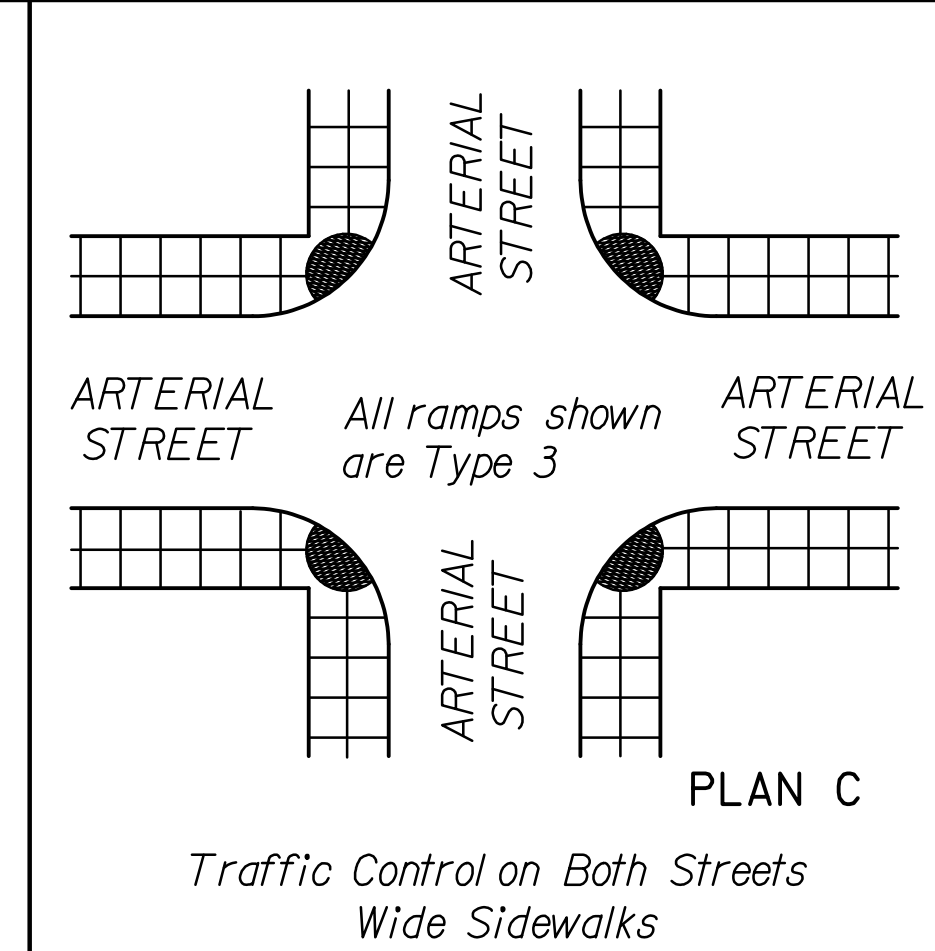 ARTERIAL
STREET
ARTERIAL
STREET
All ramps shown
are Type 3
ARTERIAL
STREET
ARTERIAL
STREET
PLAN C
Traffic Control on Both Streets
Wide Sidewalks